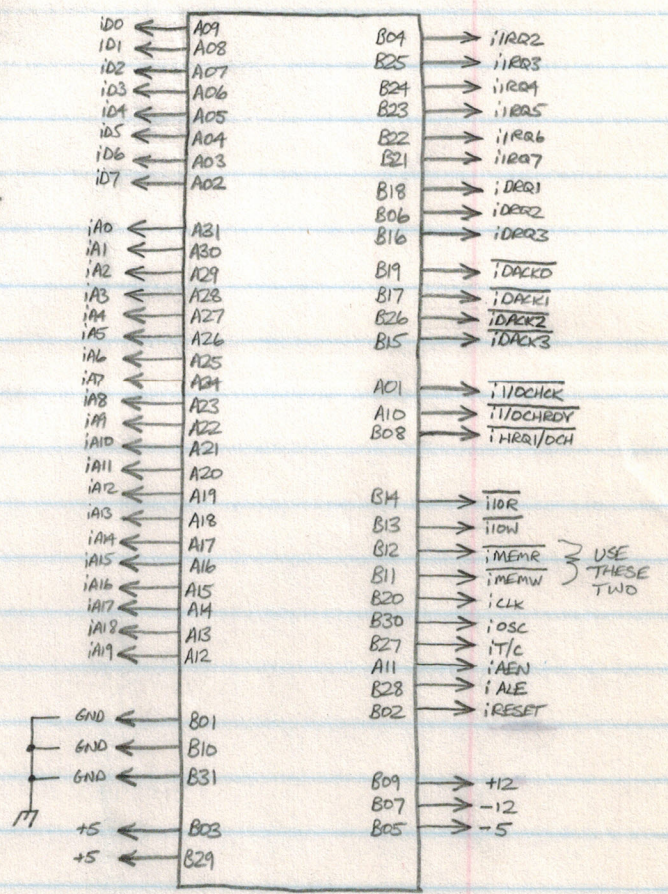 iD0 A09
iD1 A08
iD2 A07
iD3 A06
iD4 A05
iD5 A04
iD6 A03
iD7 A02
iA0 A31
iA1 A30
iA2 A29
iA3 A28
iA4 A27
iA5 A26
iA6 A25
iA7 A24
iA8 A23
iA9 A22
iA10 A21
iA11 A20
iA12 A19
iA13 A18
iA14 A17
iA15 A16
iA16 A15
iA17 A14
iA18 A13
iA19 A12
GND B01
GND B10
GND B31
+5 B03
+5 B29
B04 iIRQ2
B25 iIRQ3
B24 iIRQ4
B23 iIRQ5
B22 iIRQ6
B21 iIRQ7
B18 iDRQ1
B06 iDRQ2
B16 iDRQ3
B19 iDACK0
B17 iDACK1
B26 iDACK2
B15 iDACK3
A01 iI/OCHCK
A10 iI/OCHRDY
B08 iHRQI/OCH
B14 iIOR
B13 iIOW
B12 iMEMR
B11 iMEMW
USE
THESE
TWO
B20 iCLK
B30 iOSC
B27 iT/C
A11 iAEN
B28 iALE
B02 iRESET
B09 +12
B07 -12
B05 -5